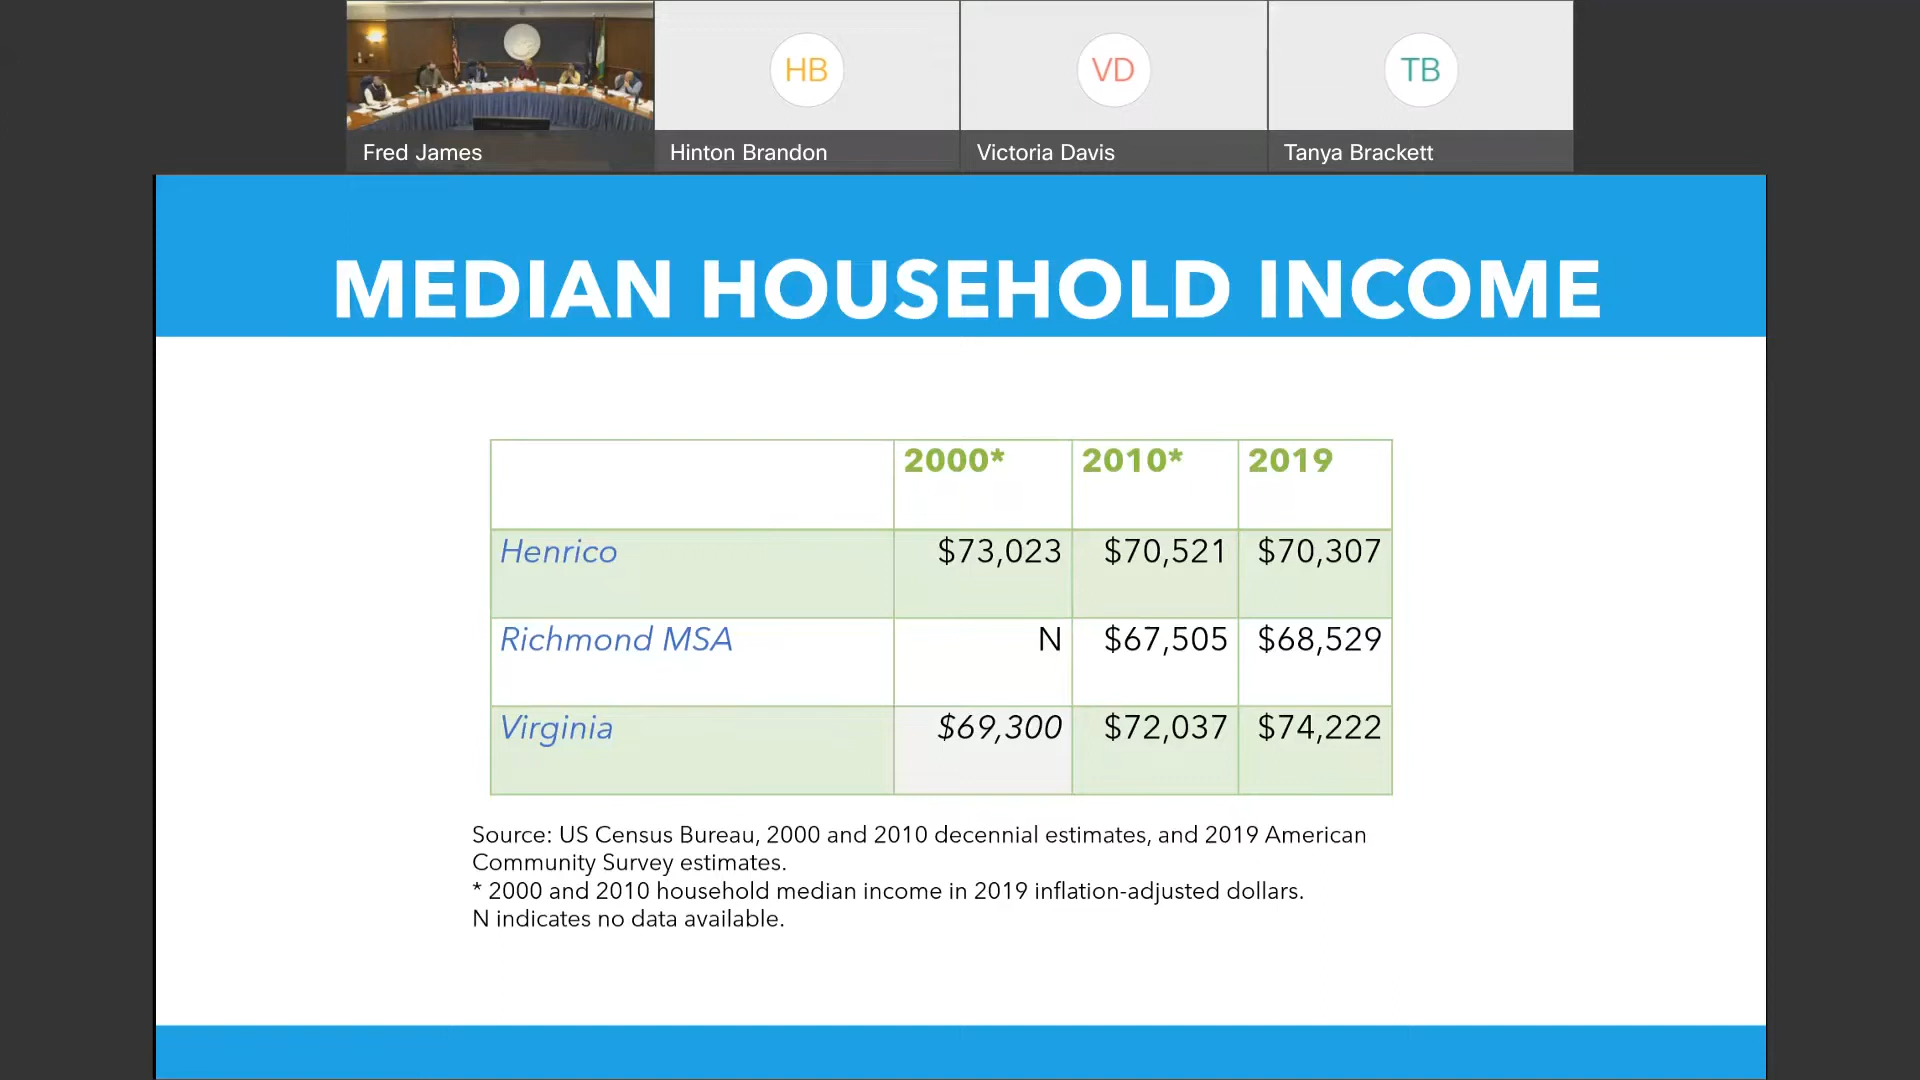 HB
VD
TB
Fred James
Hinton Brandon
Victoria Davis
Tanya Brackett
MEDIAN HOUSEHOLD INCOME
2000* 2010* 2019
Henrico $73,023 $70,521 $70,307
Richmond MSA N $67,505 $68,529
Virginia $69,300 $72,037 $74,222
Source: US Census Bureau, 2000 and 2010 decennial estimates, and 2019 American
Community Survey estimates.
* 2000 and 2010 household median income in 2019 inflation-adjusted dollars.
N indicates no data available.